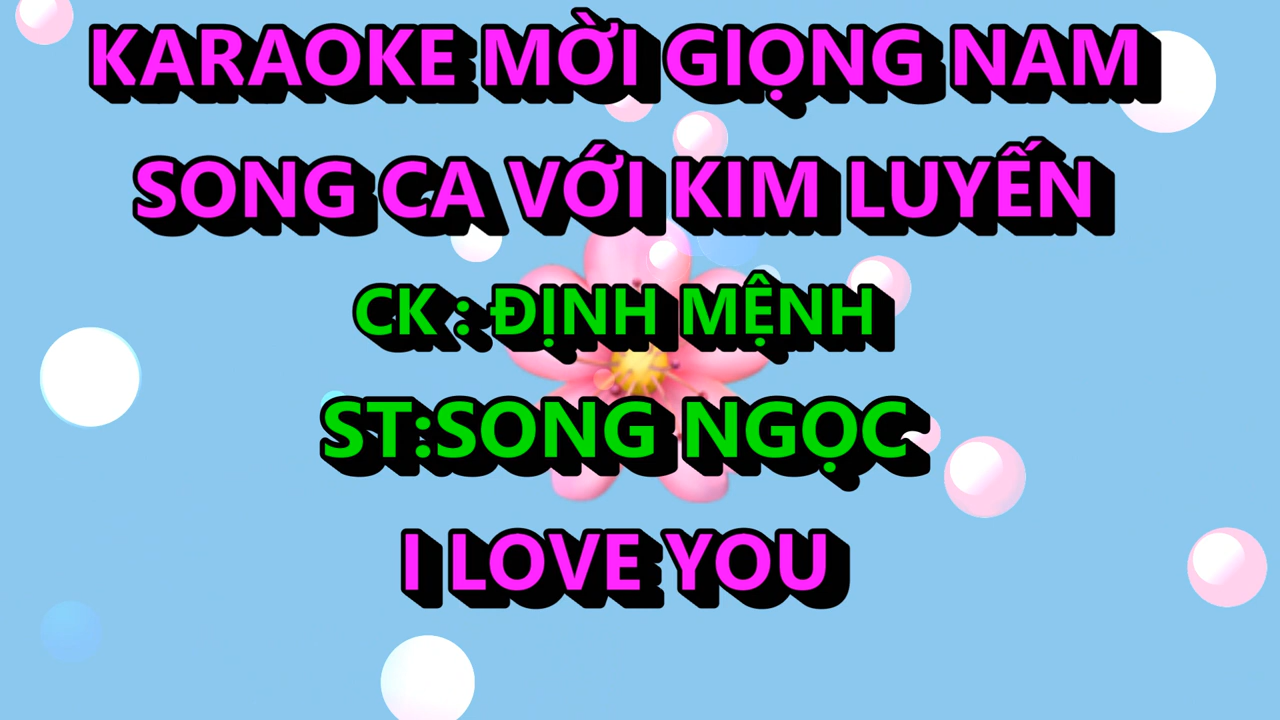 KARAOKE MỜI GIỌNG NAM
SONG CA VỚI KIM LUYẾN
CK : ĐỊNH MỆNH
ST:SONG NGỌC
I LOVE YOU